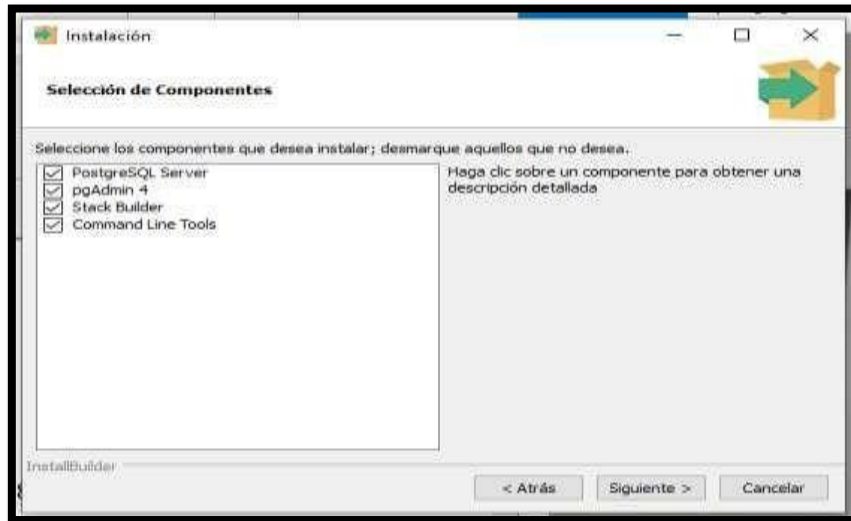 Instalación
Selección de Componentes
Seleccione los componentes que desea instalar; desmarque aquellos que no desea.
PostgreSQL Server
pgAdmin 4
Stack Builder
Command Line Tools
Haga clic sobre un componente para obtener una
descripción detallada
InstallBuilder
< Atrás
Siguiente >
Cancelar